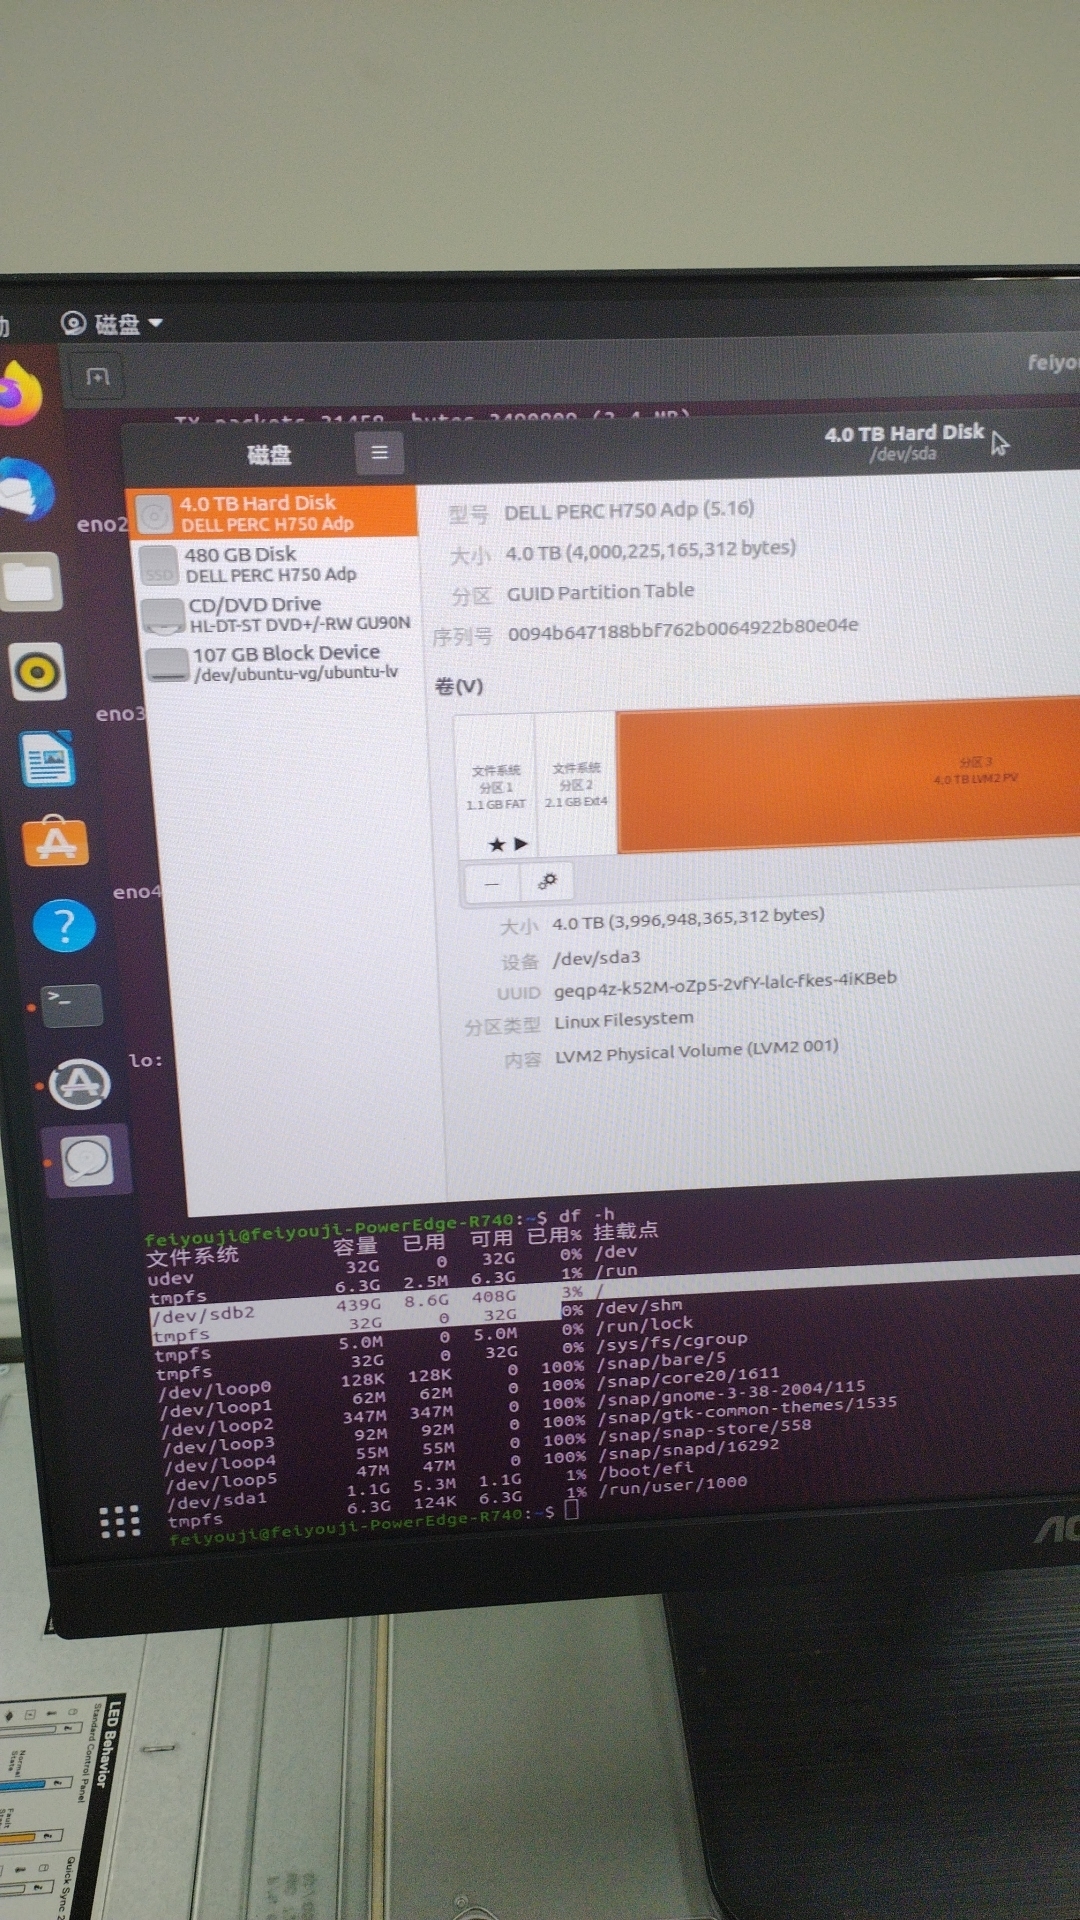 磁盘
feiyou
TX packets 31458 bytes 3490800 (3.4 MB)
磁盘
4.0 TB Hard Disk
/dev/sda
4.0 TB Hard Disk
DELL PERC H750 Adp
480 GB Disk
DELL PERC H750 Adp
SSD
CD/DVD Drive
HL-DT-ST DVD+/-RW GU90N
107 GB Block Device
/dev/ubuntu-vg/ubuntu-lv
eno2
eno3
eno4
lo:
型号 DELL PERC H750 Adp (5.16)
大小 4.0 TB (4,000,225,165,312 bytes)
分区 GUID Partition Table
序列号 0094b647188bbf762b0064922b80e04e
卷(V)
文件系统
分区 1
1.1 GB FAT
文件系统
分区 2
2.1 GB Ext4
分区 3
4.0 TB LVM2 PV
大小 4.0 TB (3,996,948,365,312 bytes)
设备 /dev/sda3
UUID geqp4z-k52M-oZp5-2vfY-lalc-fkes-4iKBeb
分区类型 Linux Filesystem
内容 LVM2 Physical Volume (LVM2 001)
feiyouji@feiyouji-PowerEdge-R740:~$ df -h
文件系统 容量 已用 可用 已用% 挂载点
udev 32G 0 32G 0% /dev
tmpfs 6.3G 2.5M 6.3G 1% /run
/dev/sdb2 439G 8.6G 408G 3% /
tmpfs 32G 0 32G 0% /dev/shm
tmpfs 5.0M 0 5.0M 0% /run/lock
tmpfs 32G 0 32G 0% /sys/fs/cgroup
/dev/loop0 128K 128K 0 100% /snap/bare/5
/dev/loop1 62M 62M 0 100% /snap/core20/1611
/dev/loop2 347M 347M 0 100% /snap/gnome-3-38-2004/115
/dev/loop3 92M 92M 0 100% /snap/gtk-common-themes/1535
/dev/loop4 55M 55M 0 100% /snap/snap-store/558
/dev/loop5 47M 47M 0 100% /snap/snapd/16292
/dev/sda1 1.1G 5.3M 1.1G 1% /boot/efi
tmpfs 6.3G 124K 6.3G 1% /run/user/1000
feiyouji@feiyouji-PowerEdge-R740:~$
AOC
LED Behavior
Standard Control Panel
Normal
State
Fault
Quick Sync 2